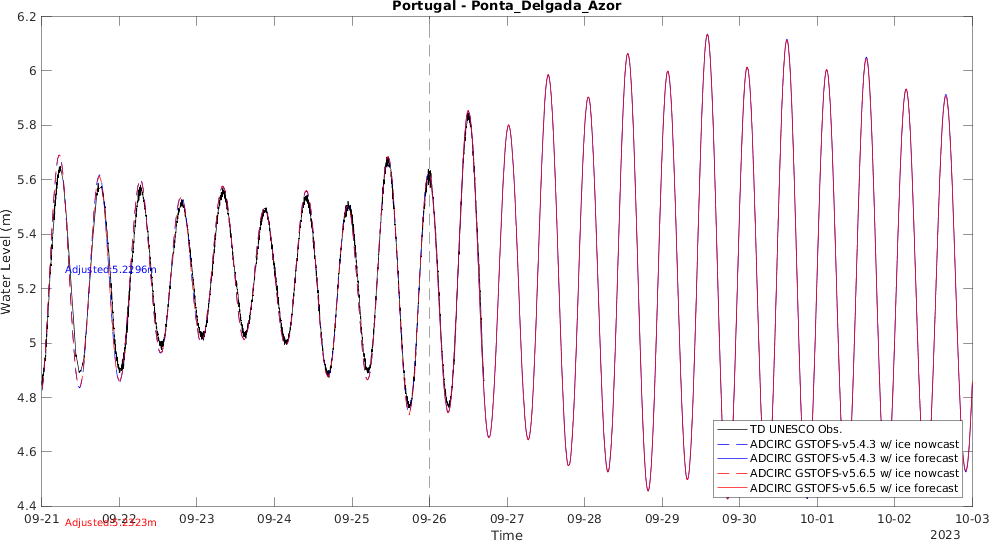 Portugal - Ponta_Delgada_Azor
6.2
6
5.8
5.6
5.4
5.2
5
4.8
4.6
4.4
Water Level (m)
Adjusted:5.2296m
Adjusted:5.2323m
TD UNESCO Obs.
ADCIRC GSTOFS-v5.4.3 w/ ice nowcast
ADCIRC GSTOFS-v5.4.3 w/ ice forecast
ADCIRC GSTOFS-v5.6.5 w/ ice nowcast
ADCIRC GSTOFS-v5.6.5 w/ ice forecast
09-21 09-22 09-23 09-24 09-25 09-26 09-27 09-28 09-29 09-30 10-01 10-02 10-03
Time
2023